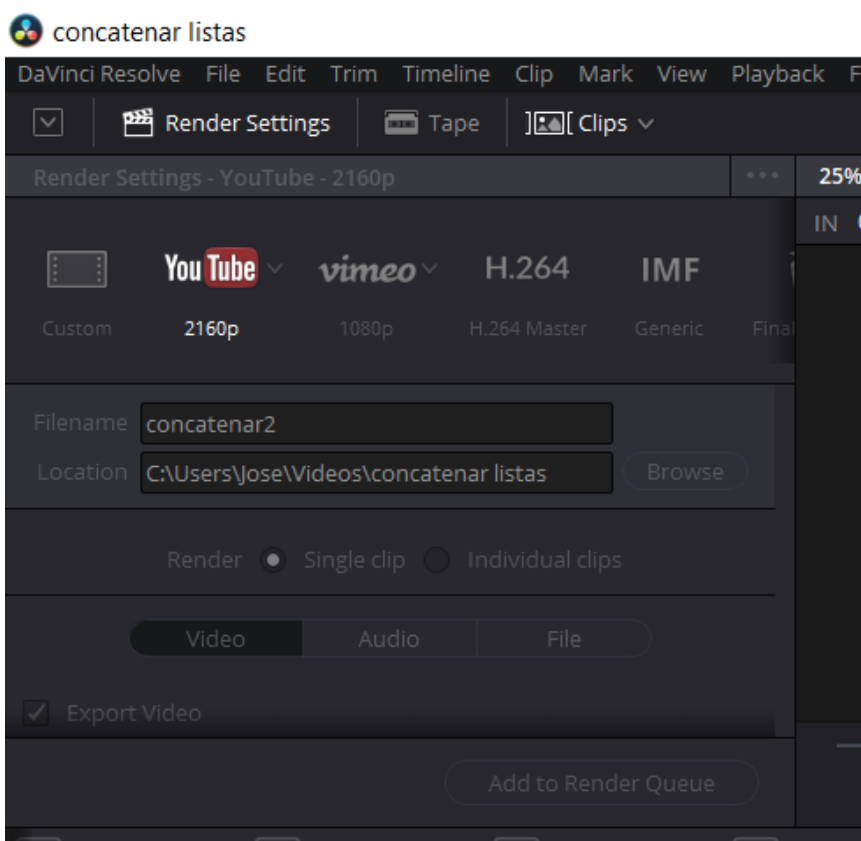 concatenar listas
DaVinci Resolve File Edit Trim Timeline Clip Mark View Playback F
Render Settings Tape Clips
Render Settings - YouTube - 2160p 25%
IN
YouTube vimeo H.264 IMF
Custom 2160p 1080p H.264 Master Generic Final
Filename concatenar2
Location C:\Users\Jose\Videos\concatenar listas Browse
Render Single clip Individual clips
Video Audio File
Export Video
Add to Render Queue